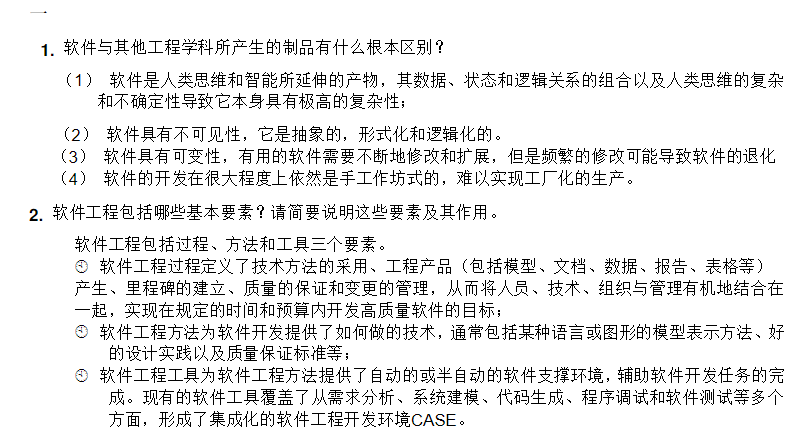 一
1. 软件与其他工程学科所产生的制品有什么根本区别？
（1） 软件是人类思维和智能所延伸的产物，其数据、状态和逻辑关系的组合以及人类思维的复杂
和不确定性导致它本身具有极高的复杂性；
（2） 软件具有不可见性，它是抽象的，形式化和逻辑化的。
（3） 软件具有可变性，有用的软件需要不断地修改和扩展，但是频繁的修改可能导致软件的退化
（4） 软件的开发在很大程度上依然是手工作坊式的，难以实现工厂化的生产。
2. 软件工程包括哪些基本要素？请简要说明这些要素及其作用。
软件工程包括过程、方法和工具三个要素。
软件工程过程定义了技术方法的采用、工程产品（包括模型、文档、数据、报告、表格等）
产生、里程碑的建立、质量的保证和变更的管理，从而将人员、技术、组织与管理有机地结合在
一起，实现在规定的时间和预算内开发高质量软件的目标；
软件工程方法为软件开发提供了如何做的技术，通常包括某种语言或图形的模型表示方法、好
的设计实践以及质量保证标准等；
软件工程工具为软件工程方法提供了自动的或半自动的软件支撑环境，辅助软件开发任务的完
成。现有的软件工具覆盖了从需求分析、系统建模、代码生成、程序调试和软件测试等多个
方面，形成了集成化的软件工程开发环境CASE。